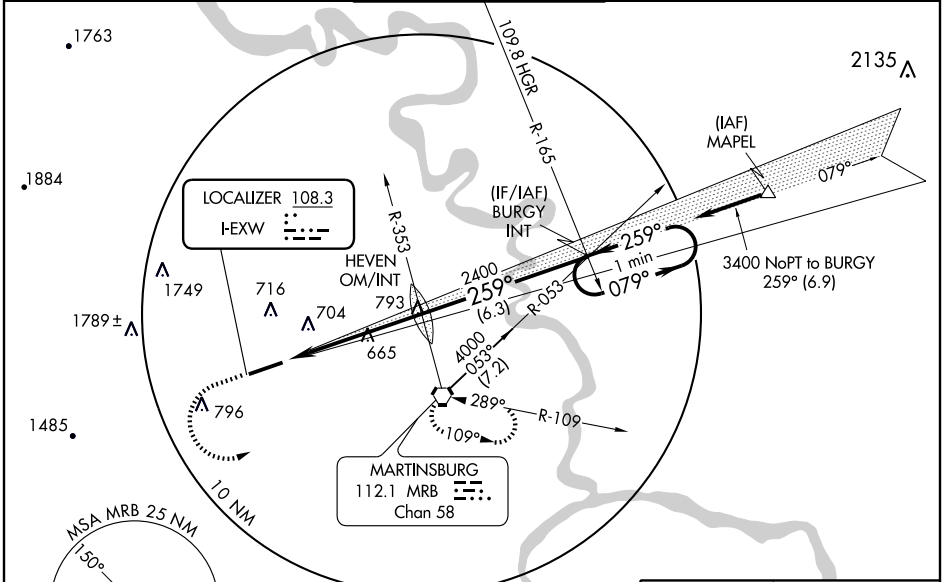 1763
2135
109.8 HGR
R-165
(IAF)
MAPEL
079°
1884
LOCALIZER 108.3
I-EXW
(IF/IAF)
BURGY
INT
R-353
HEVEN
OM/INT
259°
1 min
079°
3400 NoPT to BURGY
259° (6.9)
2400
259°
(6.3)
R-053
1749
716
704
793
1789 ±
665
4000
053°
(7.2)
796
289°
R-109
109°
1485
MARTINSBURG
112.1 MRB
Chan 58
10 NM
MSA MRB 25 NM
150°